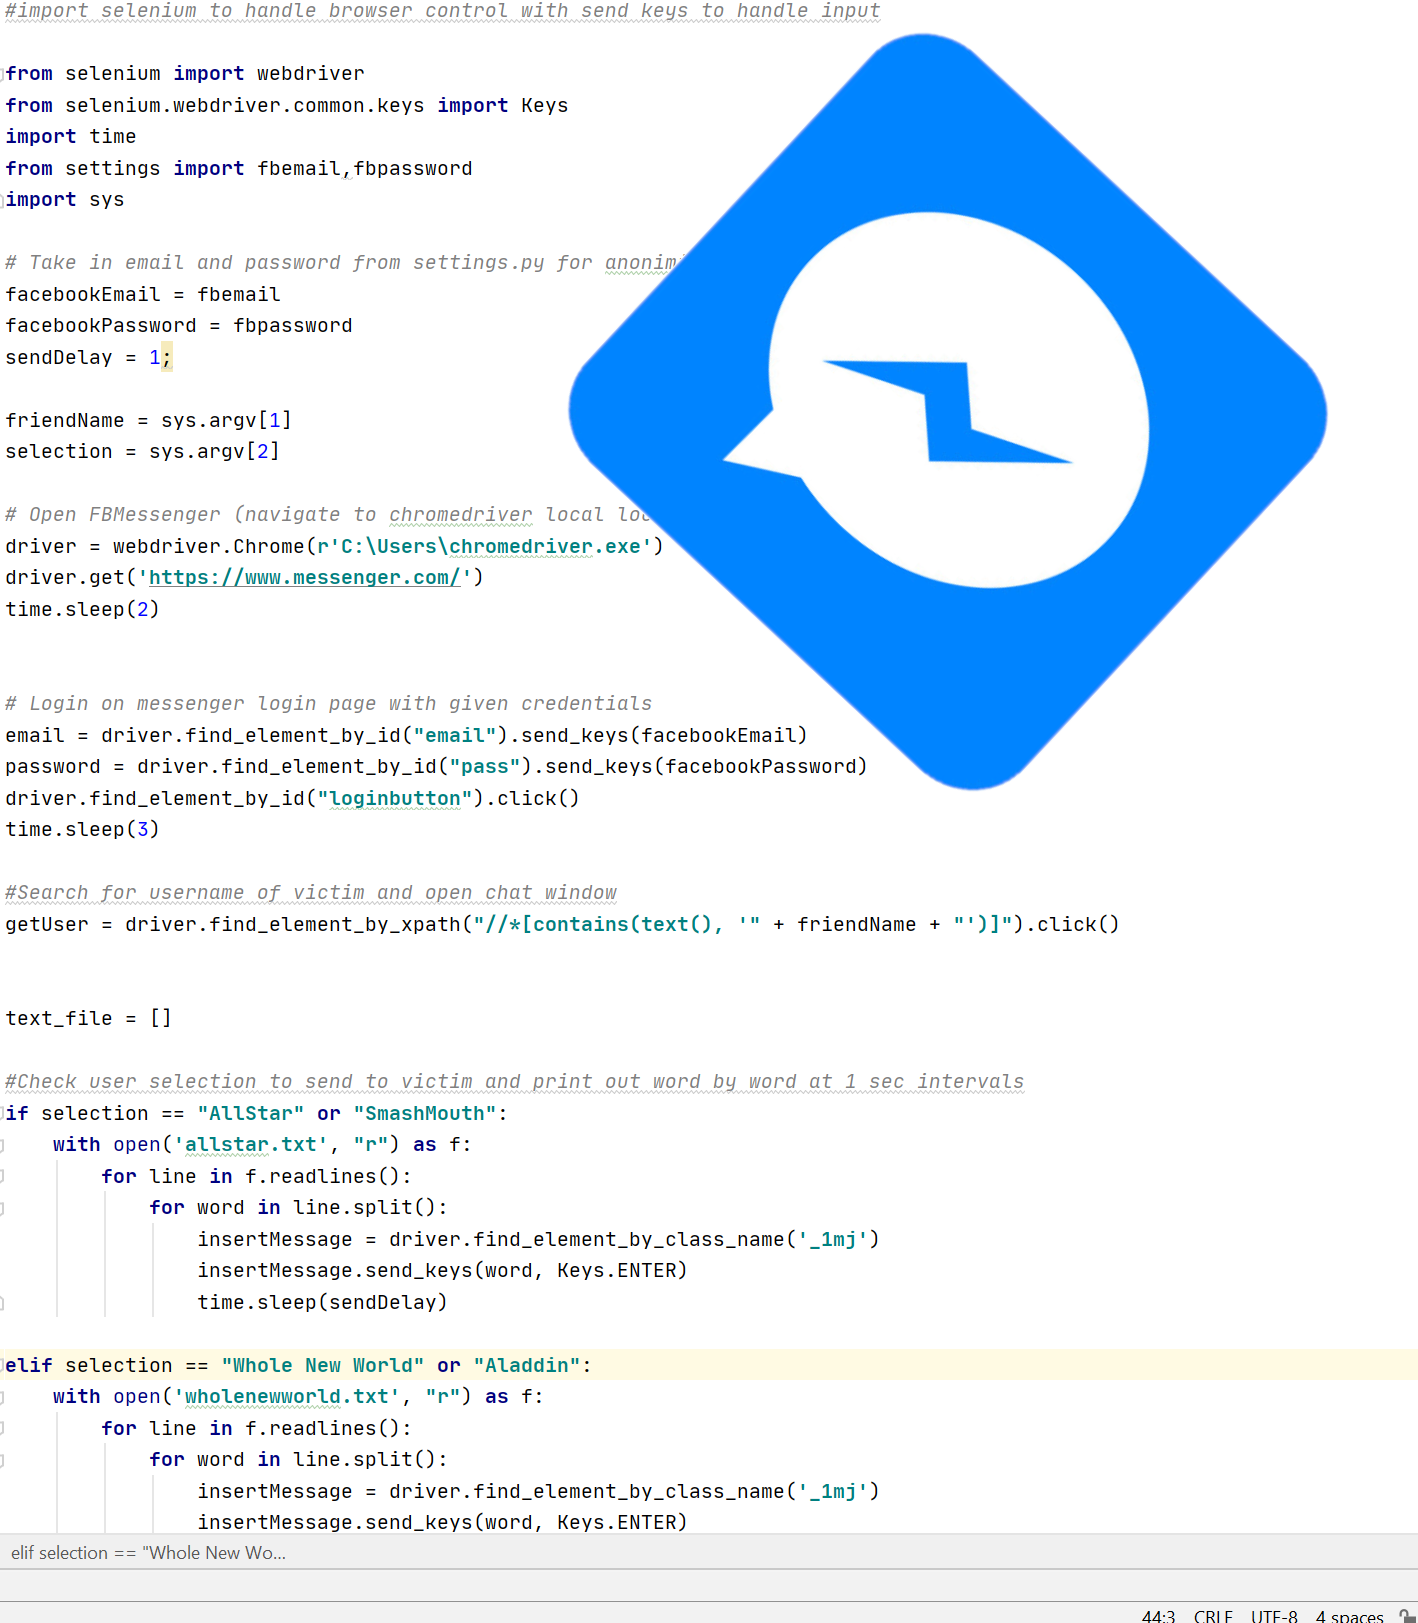 #import selenium to handle browser control with send keys to handle input
from selenium import webdriver
from selenium.webdriver.common.keys import Keys
import time
from settings import fbemail,fbpassword
import sys
# Take in email and password from settings.py for
facebookEmail = fbemail
facebookPassword = fbpassword
sendDelay = 1;
friendName = sys.argv[1]
selection = sys.argv[2]
# Open FBMessenger (navigate to chromedriver local
driver = webdriver.Chrome(r'C:\Users\chromedriver.exe')
driver.get('https://www.messenger.com/')
time.sleep(2)
# Login on messenger login page with given credentials
email = driver.find_element_by_id("email").send_keys(facebookEmail)
password = driver.find_element_by_id("pass").send_keys(facebookPassword)
driver.find_element_by_id("loginbutton").click()
time.sleep(3)
#Search for username of victim and open chat window
getUser = driver.find_element_by_xpath("//*[contains(text(), '" + friendName + "')]").click()
text_file = []
#Check user selection to send to victim and print out word by word at 1 sec intervals
if selection == "AllStar" or "SmashMouth":
    with open('allstar.txt', "r") as f:
        for line in f.readlines():
            for word in line.split():
                insertMessage = driver.find_element_by_class_name('_1mj')
                insertMessage.send_keys(word, Keys.ENTER)
                time.sleep(sendDelay)
elif selection == "Whole New World" or "Aladdin":
    with open('wholenewworld.txt', "r") as f:
        for line in f.readlines():
            for word in line.split():
                insertMessage = driver.find_element_by_class_name('_1mj')
                insertMessage.send_keys(word, Keys.ENTER)
elif selection == "Whole New Wo...
44:3 CRLF UTF-8 4 spaces